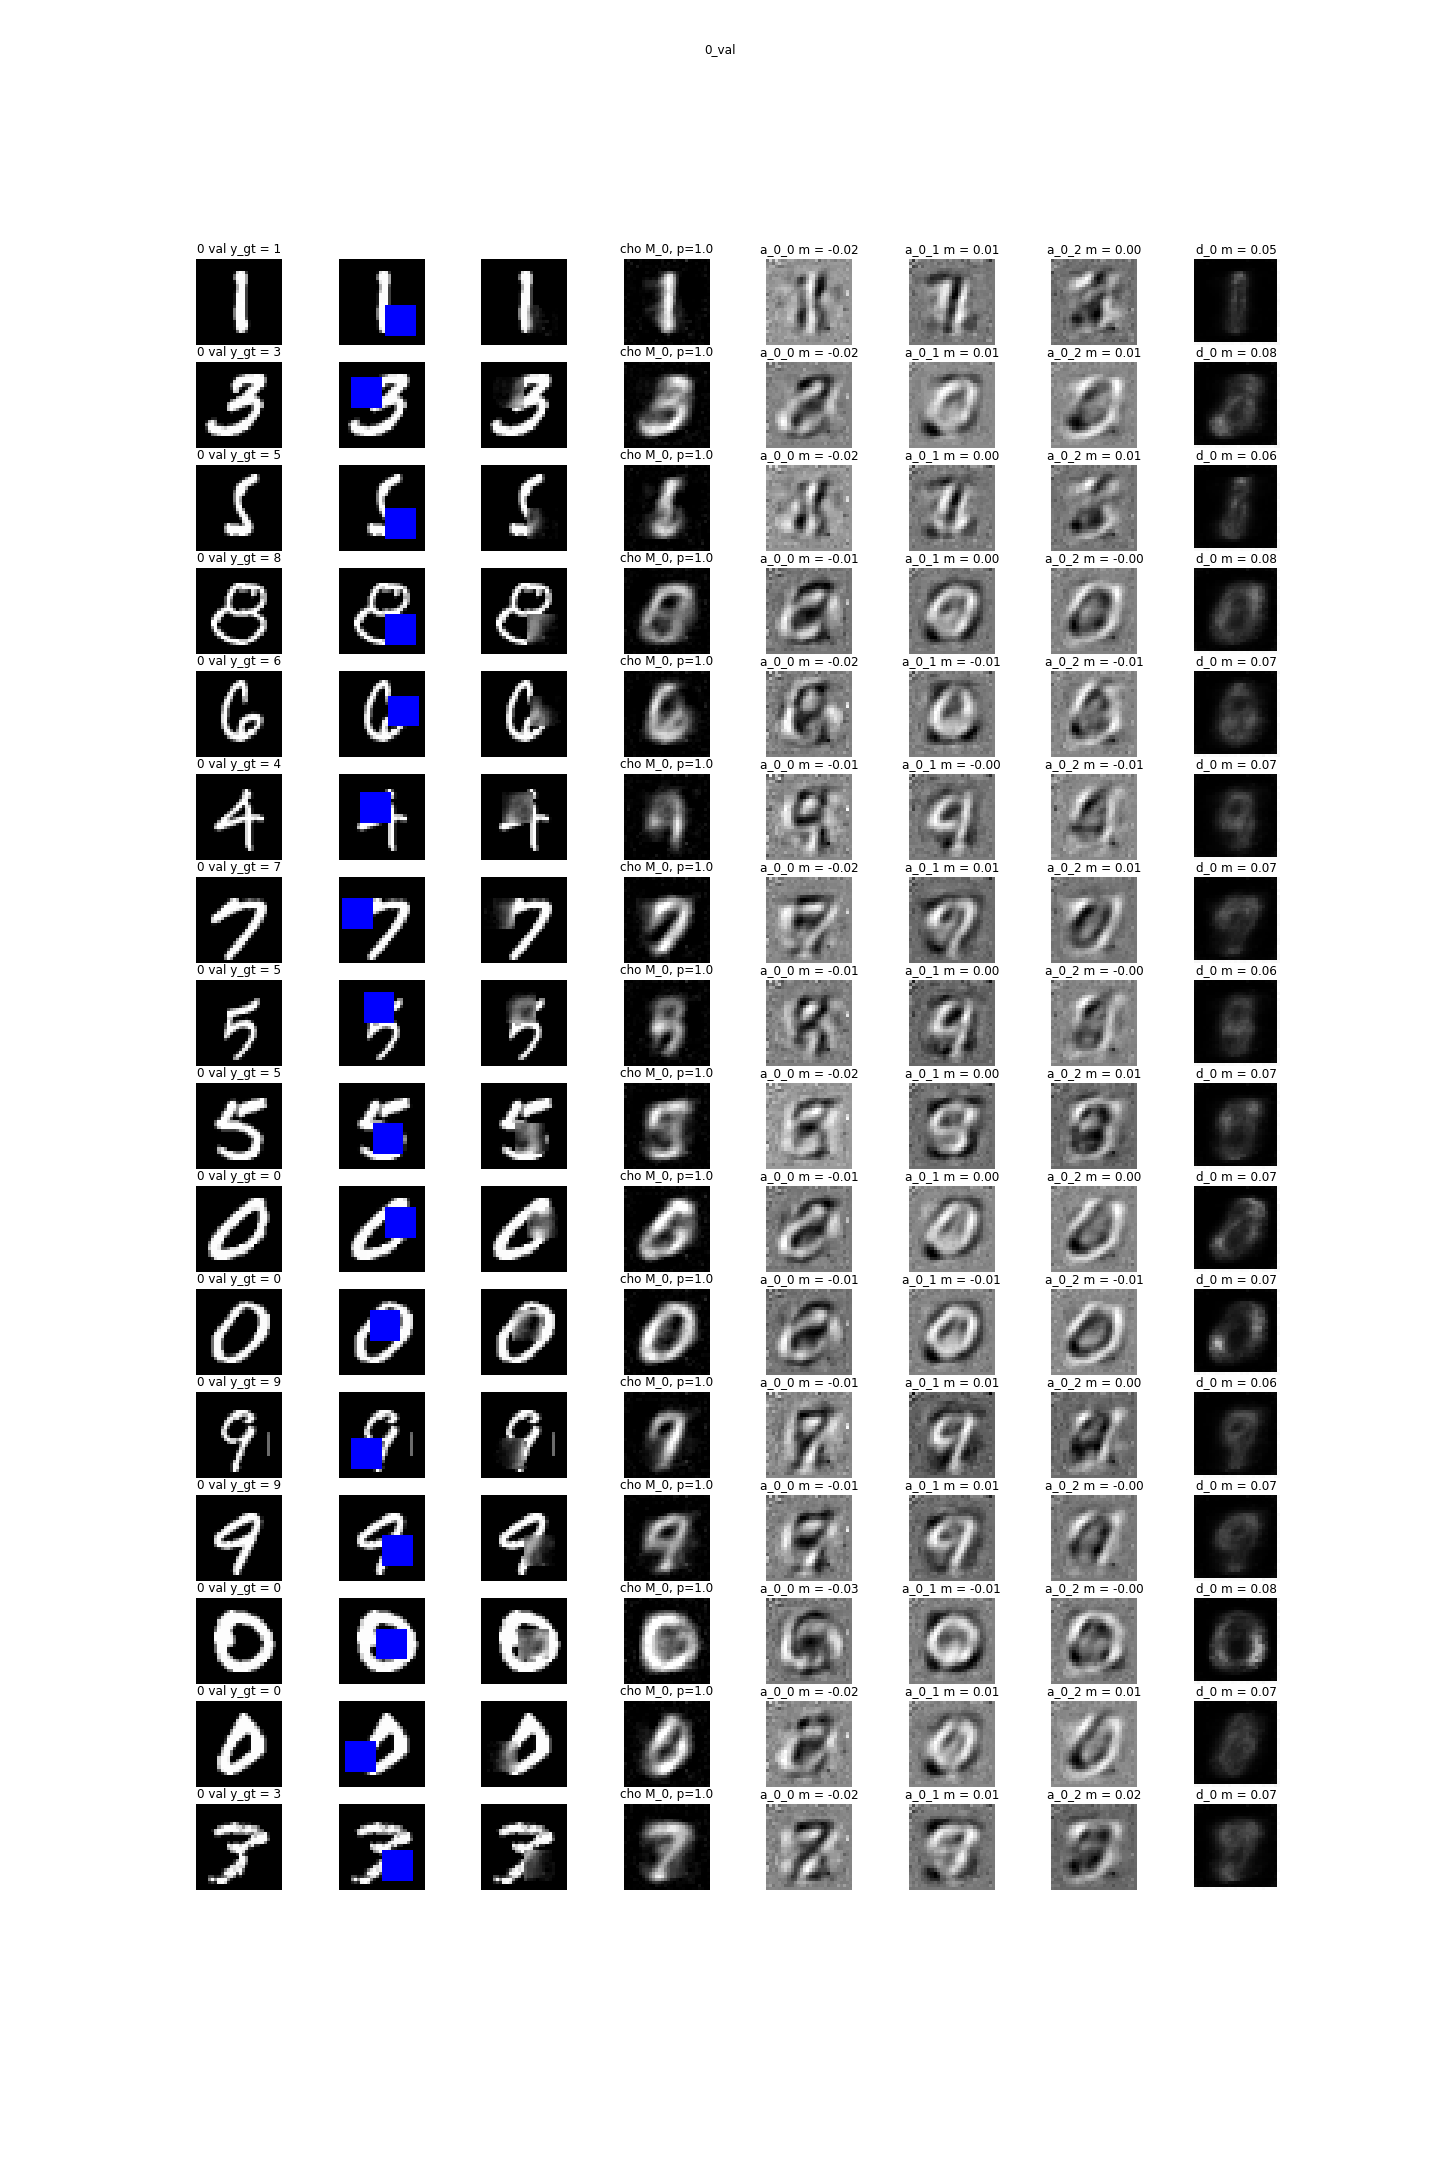 0_val
0 val y_gt = 1 cho M_0, p=1.0 a_0_0 m = -0.02 a_0_1 m = 0.01 a_0_2 m = 0.00 d_0 m = 0.05
0 val y_gt = 3 cho M_0, p=1.0 a_0_0 m = -0.02 a_0_1 m = 0.01 a_0_2 m = 0.01 d_0 m = 0.08
0 val y_gt = 5 cho M_0, p=1.0 a_0_0 m = -0.02 a_0_1 m = 0.00 a_0_2 m = 0.01 d_0 m = 0.06
0 val y_gt = 8 cho M_0, p=1.0 a_0_0 m = -0.01 a_0_1 m = 0.00 a_0_2 m = -0.00 d_0 m = 0.08
0 val y_gt = 6 cho M_0, p=1.0 a_0_0 m = -0.02 a_0_1 m = -0.01 a_0_2 m = -0.01 d_0 m = 0.07
0 val y_gt = 4 cho M_0, p=1.0 a_0_0 m = -0.01 a_0_1 m = -0.00 a_0_2 m = -0.01 d_0 m = 0.07
0 val y_gt = 7 cho M_0, p=1.0 a_0_0 m = -0.02 a_0_1 m = 0.01 a_0_2 m = 0.01 d_0 m = 0.07
0 val y_gt = 5 cho M_0, p=1.0 a_0_0 m = -0.01 a_0_1 m = 0.00 a_0_2 m = -0.00 d_0 m = 0.06
0 val y_gt = 5 cho M_0, p=1.0 a_0_0 m = -0.02 a_0_1 m = 0.00 a_0_2 m = 0.01 d_0 m = 0.07
0 val y_gt = 0 cho M_0, p=1.0 a_0_0 m = -0.01 a_0_1 m = 0.00 a_0_2 m = 0.00 d_0 m = 0.07
0 val y_gt = 0 cho M_0, p=1.0 a_0_0 m = -0.01 a_0_1 m = -0.01 a_0_2 m = -0.01 d_0 m = 0.07
0 val y_gt = 9 cho M_0, p=1.0 a_0_0 m = -0.01 a_0_1 m = 0.01 a_0_2 m = 0.00 d_0 m = 0.06
0 val y_gt = 9 cho M_0, p=1.0 a_0_0 m = -0.01 a_0_1 m = 0.01 a_0_2 m = -0.00 d_0 m = 0.07
0 val y_gt = 0 cho M_0, p=1.0 a_0_0 m = -0.03 a_0_1 m = -0.01 a_0_2 m = -0.00 d_0 m = 0.08
0 val y_gt = 0 cho M_0, p=1.0 a_0_0 m = -0.02 a_0_1 m = 0.01 a_0_2 m = 0.01 d_0 m = 0.07
0 val y_gt = 3 cho M_0, p=1.0 a_0_0 m = -0.02 a_0_1 m = 0.01 a_0_2 m = 0.02 d_0 m = 0.07